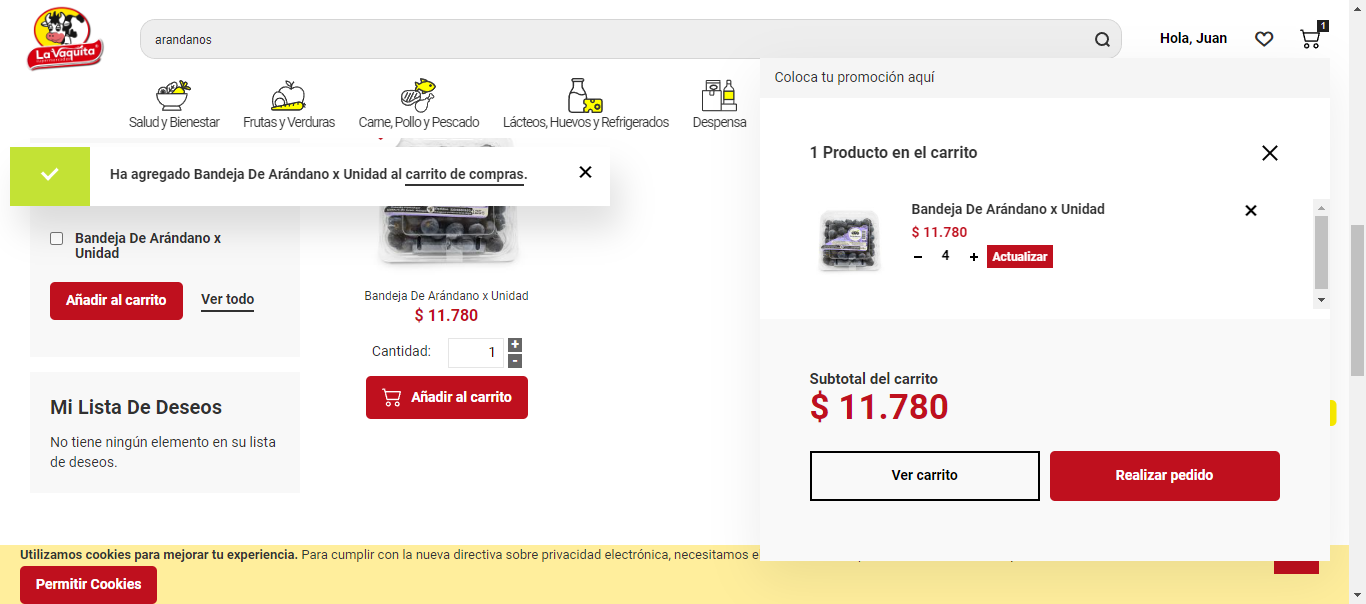 La Vaquita
arandanos
Hola, Juan
1
Salud y Bienestar
Frutas y Verduras
Carne, Pollo y Pescado
Lácteos, Huevos y Refrigerados
Despensa
Coloca tu promoción aquí
1 Producto en el carrito
Ha agregado Bandeja De Arándano x Unidad al carrito de compras.
Bandeja De Arándano x Unidad
$ 11.780
4
Actualizar
Bandeja De Arándano x
Unidad
Añadir al carrito
Ver todo
Bandeja De Arándano x Unidad
$ 11.780
Cantidad:
1
+
-
Añadir al carrito
Mi Lista De Deseos
No tiene ningún elemento en su lista
de deseos.
Subtotal del carrito
$ 11.780
Ver carrito
Realizar pedido
Utilizamos cookies para mejorar tu experiencia. Para cumplir con la nueva directiva sobre privacidad electrónica, necesitamos e
Permitir Cookies